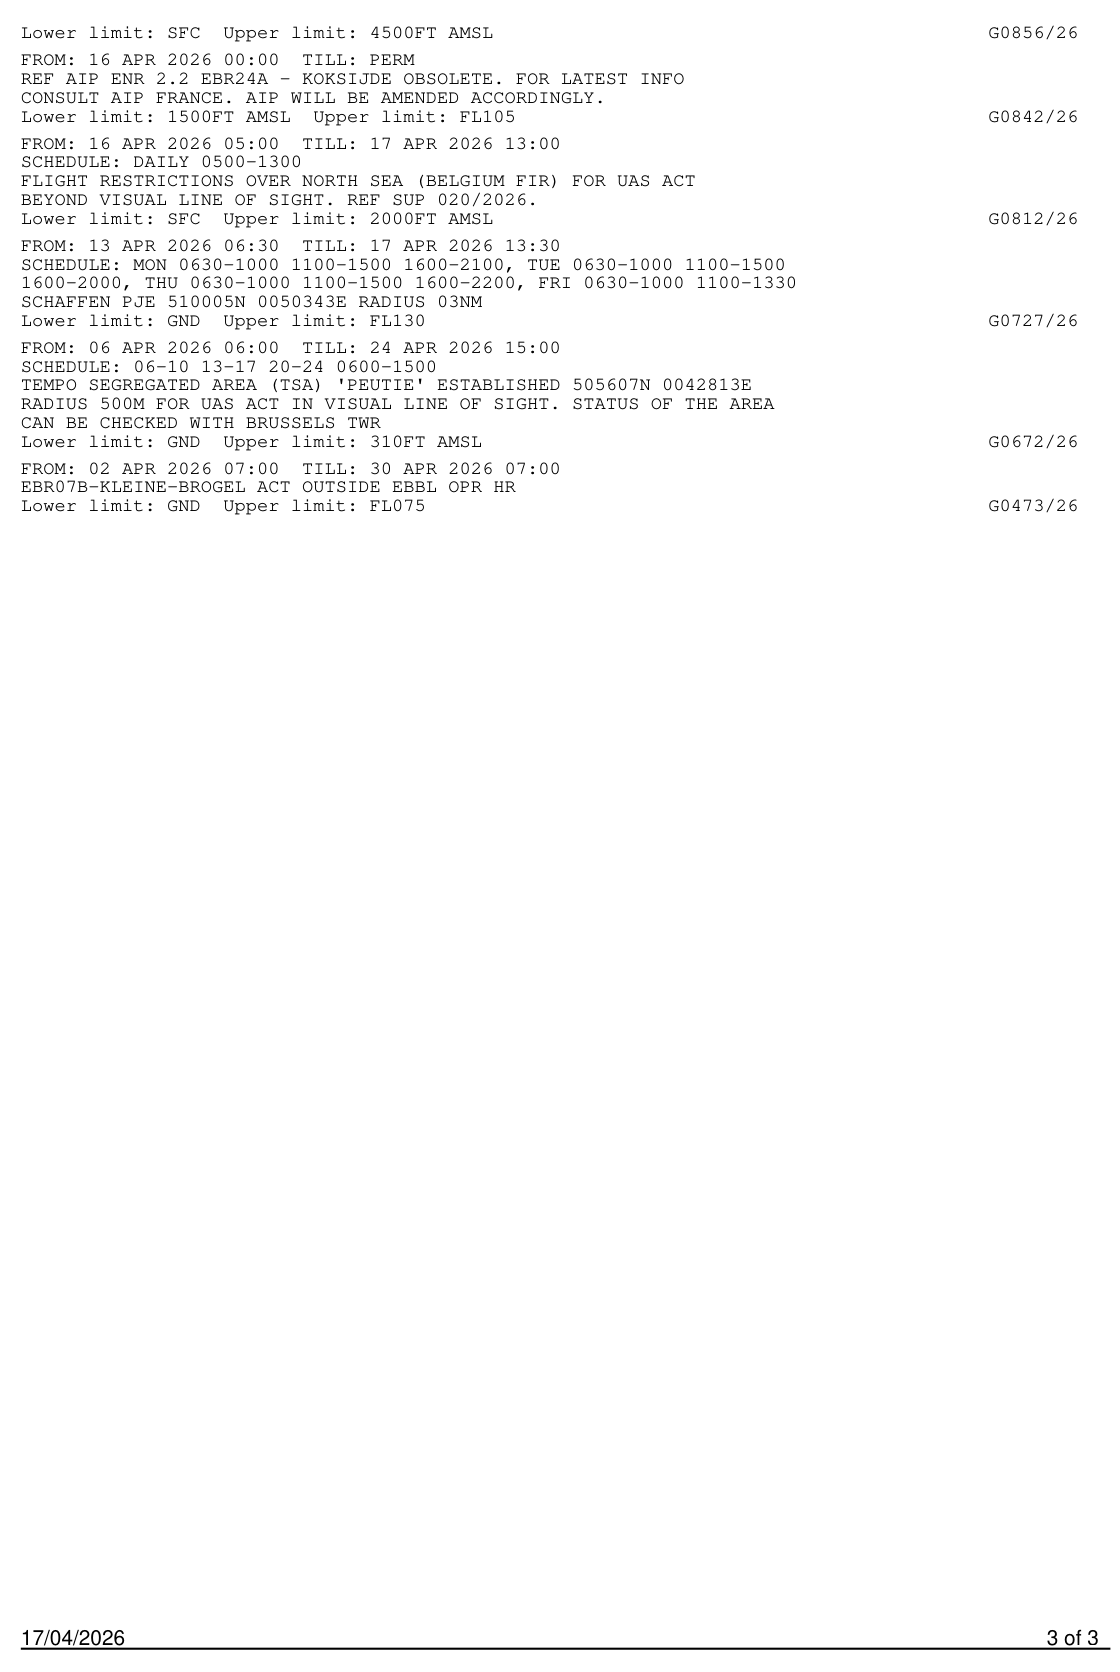 Lower limit: SFC  Upper limit: 4500FT AMSL G0856/26
FROM: 16 APR 2026 00:00  TILL: PERM
REF AIP ENR 2.2 EBR24A - KOKSIJDE OBSOLETE. FOR LATEST INFO
CONSULT AIP FRANCE. AIP WILL BE AMENDED ACCORDINGLY.
Lower limit: 1500FT AMSL  Upper limit: FL105 G0842/26
FROM: 16 APR 2026 05:00  TILL: 17 APR 2026 13:00
SCHEDULE: DAILY 0500-1300
FLIGHT RESTRICTIONS OVER NORTH SEA (BELGIUM FIR) FOR UAS ACT
BEYOND VISUAL LINE OF SIGHT. REF SUP 020/2026.
Lower limit: SFC  Upper limit: 2000FT AMSL G0812/26
FROM: 13 APR 2026 06:30  TILL: 17 APR 2026 13:30
SCHEDULE: MON 0630-1000 1100-1500 1600-2100, TUE 0630-1000 1100-1500
1600-2000, THU 0630-1000 1100-1500 1600-2200, FRI 0630-1000 1100-1330
SCHAFFEN PJE 510005N 0050343E RADIUS 03NM
Lower limit: GND  Upper limit: FL130 G0727/26
FROM: 06 APR 2026 06:00  TILL: 24 APR 2026 15:00
SCHEDULE: 06-10 13-17 20-24 0600-1500
TEMPO SEGREGATED AREA (TSA) 'PEUTIE' ESTABLISHED 505607N 0042813E
RADIUS 500M FOR UAS ACT IN VISUAL LINE OF SIGHT. STATUS OF THE AREA
CAN BE CHECKED WITH BRUSSELS TWR
Lower limit: GND  Upper limit: 310FT AMSL G0672/26
FROM: 02 APR 2026 07:00  TILL: 30 APR 2026 07:00
EBR07B-KLEINE-BROGEL ACT OUTSIDE EBBL OPR HR
Lower limit: GND  Upper limit: FL075 G0473/26
17/04/2026 3 of 3